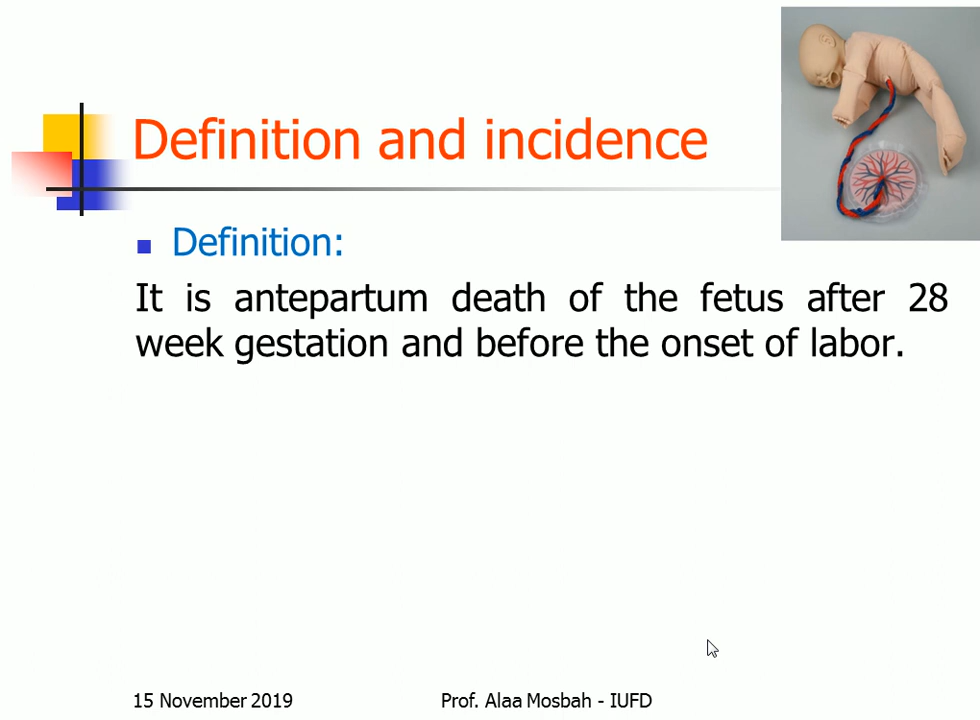 Definition and incidence
Definition:
It is antepartum death of the fetus after 28
week gestation and before the onset of labor.
15 November 2019
Prof. Alaa Mosbah - IUFD